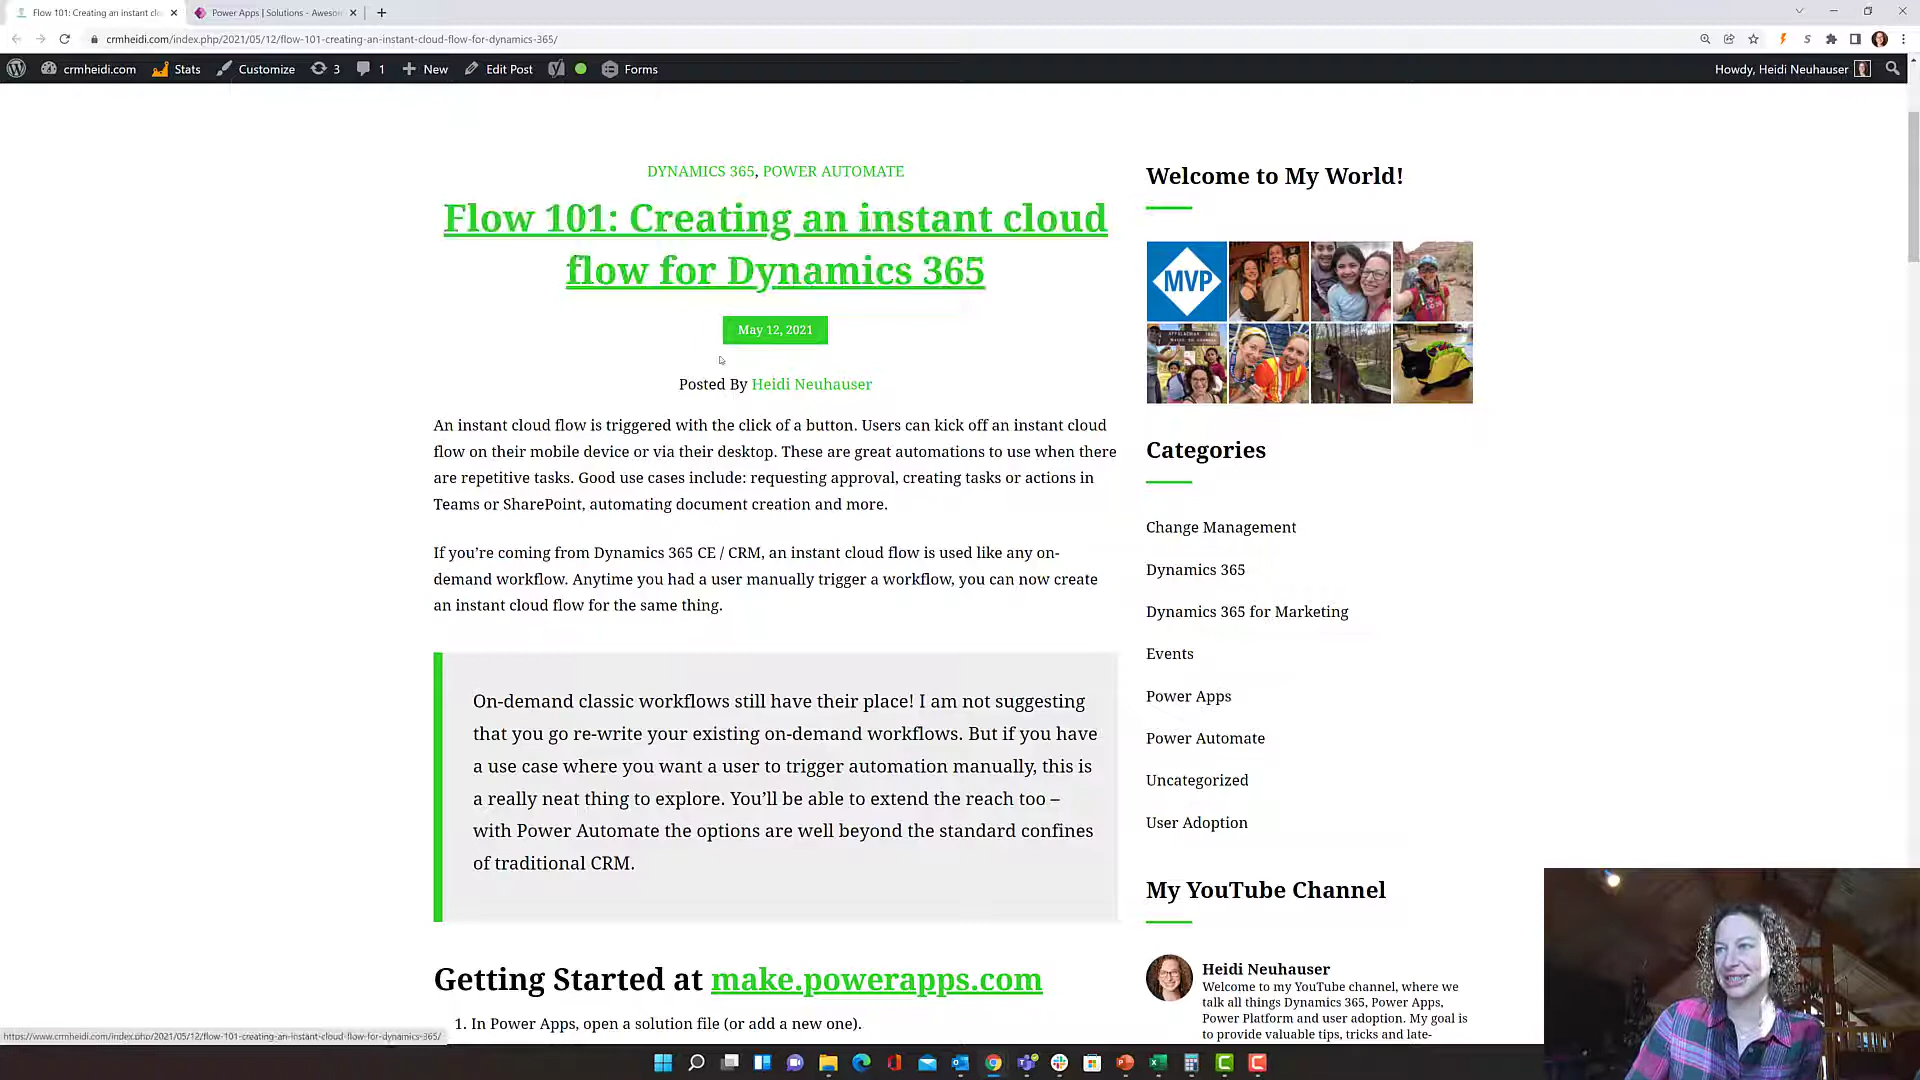 Flow 101: Creating an instant clo
Power Apps | Solutions - Awesom
crmheidi.com/index.php/2021/05/12/flow-101-creating-an-instant-cloud-flow-for-dynamics-365/
crmheidi.com
Stats
Customize
3
1
New
Edit Post
Forms
Howdy, Heidi Neuhauser
DYNAMICS 365, POWER AUTOMATE
Flow 101: Creating an instant cloud
flow for Dynamics 365
May 12, 2021
Posted By Heidi Neuhauser
An instant cloud flow is triggered with the click of a button. Users can kick off an instant cloud
flow on their mobile device or via their desktop. These are great automations to use when there
are repetitive tasks. Good use cases include: requesting approval, creating tasks or actions in
Teams or SharePoint, automating document creation and more.
If you’re coming from Dynamics 365 CE / CRM, an instant cloud flow is used like any on-
demand workflow. Anytime you had a user manually trigger a workflow, you can now create
an instant cloud flow for the same thing.
On-demand classic workflows still have their place! I am not suggesting
that you go re-write your existing on-demand workflows. But if you have
a use case where you want a user to trigger automation manually, this is
a really neat thing to explore. You’ll be able to extend the reach too –
with Power Automate the options are well beyond the standard confines
of traditional CRM.
Getting Started at make.powerapps.com
1. In Power Apps, open a solution file (or add a new one).
Welcome to My World!
MVP
Categories
Change Management
Dynamics 365
Dynamics 365 for Marketing
Events
Power Apps
Power Automate
Uncategorized
User Adoption
My YouTube Channel
Heidi Neuhauser
Welcome to my YouTube channel, where we
talk all things Dynamics 365, Power Apps,
Power Platform and user adoption. My goal is
to provide valuable tips, tricks and late-
https://www.crmheidi.com/index.php/2021/05/12/flow-101-creating-an-instant-cloud-flow-for-dynamics-365/